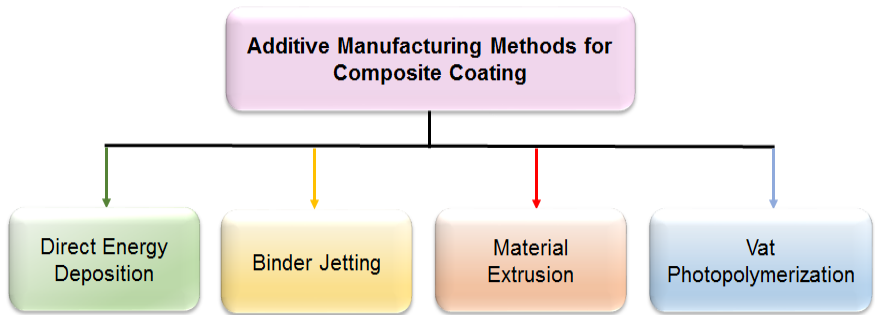 Additive Manufacturing Methods for
Composite Coating
Direct Energy
Deposition
Binder Jetting
Material
Extrusion
Vat
Photopolymerization